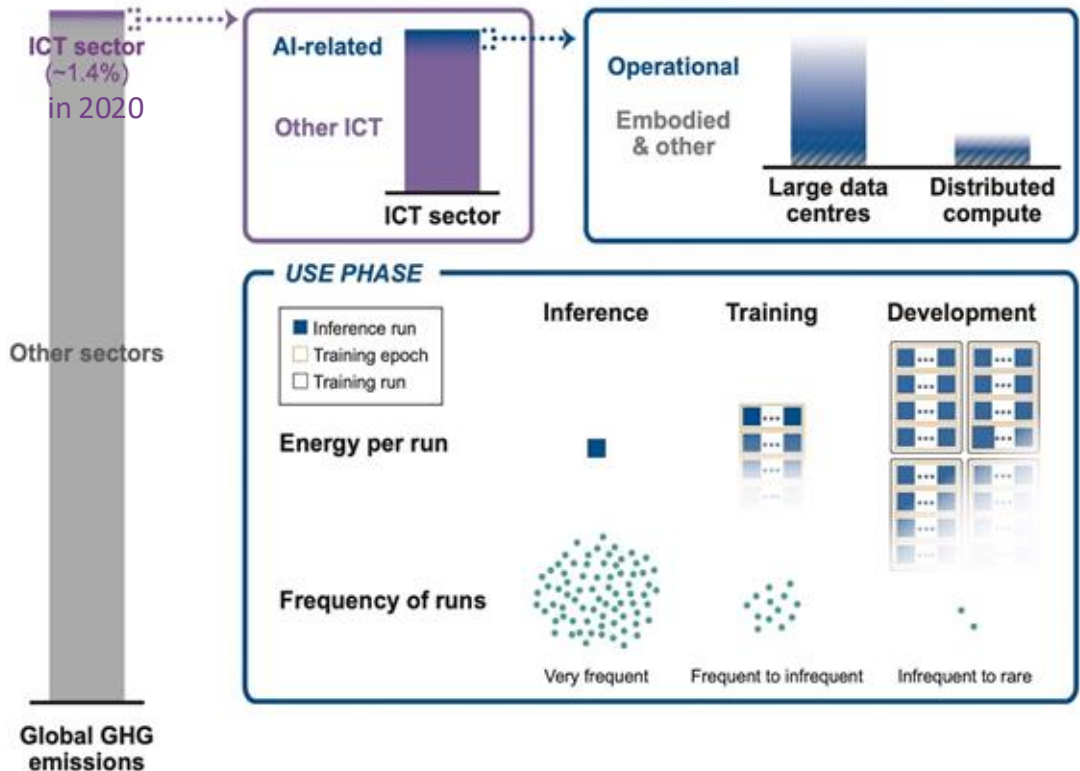 ICT sector
(~1.4%)
in 2020
Other sectors
Global GHG
emissions
AI-related
Other ICT
ICT sector
Operational
Embodied
& other
Large data
centres
Distributed
compute
USE PHASE
Inference run
Training epoch
Training run
Inference
Training
Development
Energy per run
Frequency of runs
Very frequent
Frequent to infrequent
Infrequent to rare